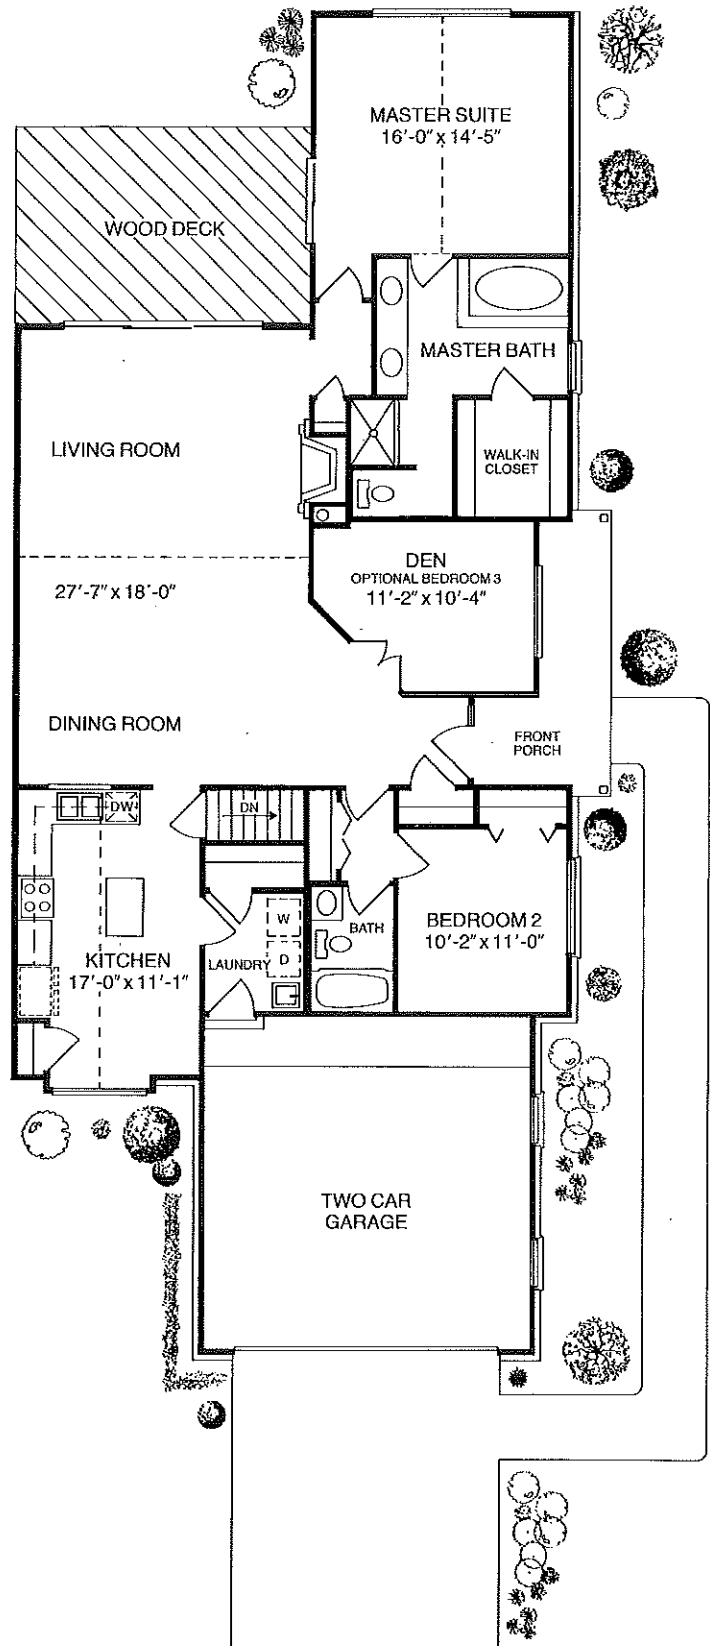 MASTER SUITE
16'-0" x 14'-5"
WOOD DECK
MASTER BATH
LIVING ROOM
WALK-IN
CLOSET
DEN
OPTIONAL BEDROOM 3
11'-2" x 10'-4"
27'-7" x 18'-0"
DINING ROOM
FRONT
PORCH
DW
DN
W
BATH
BEDROOM 2
10'-2" x 11'-0"
D
LAUNDRY
KITCHEN
17'-0" x 11'-1"
TWO CAR
GARAGE